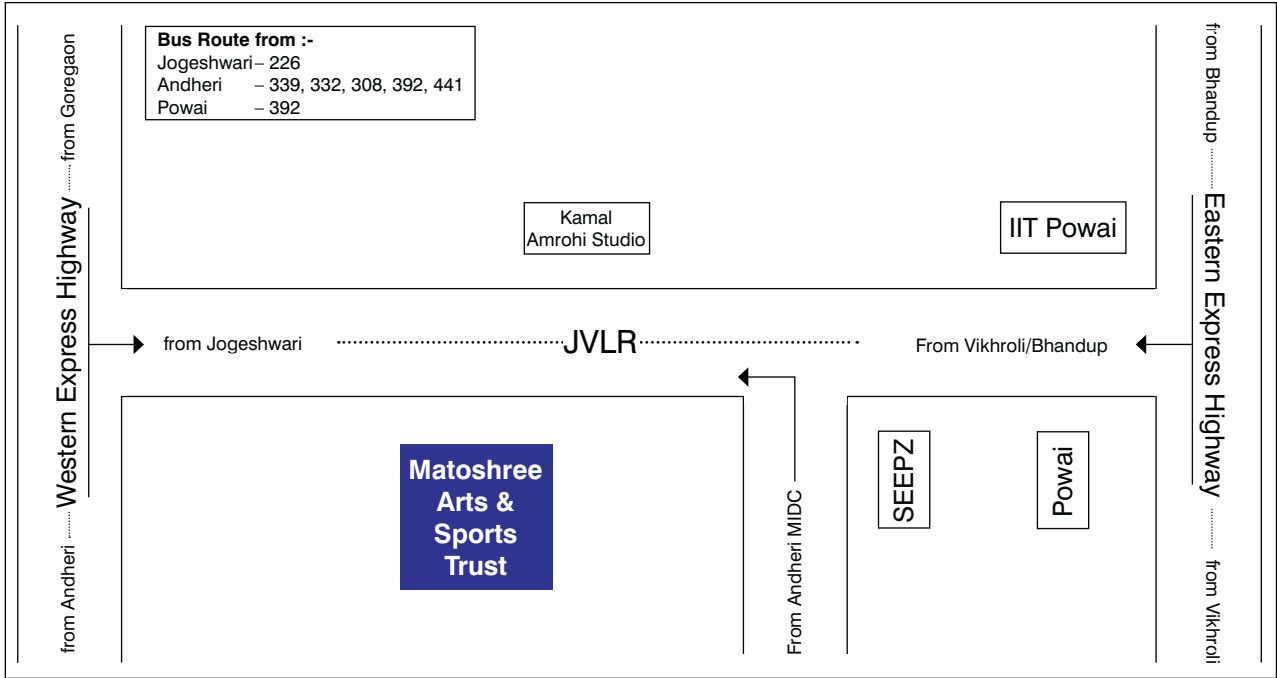 Bus Route from :-
Jogeshwari – 226
Andheri – 339, 332, 308, 392, 441
Powai – 392
from Goregaon
Western Express Highway
from Andheri
Kamal
Amrohi Studio
IIT Powai
from Bhandup
Eastern Express Highway
from Vikhroli
from Jogeshwari
JVLR
From Vikhroli/Bhandup
Matoshree
Arts &
Sports
Trust
From Andheri MIDC
SEEPZ
Powai